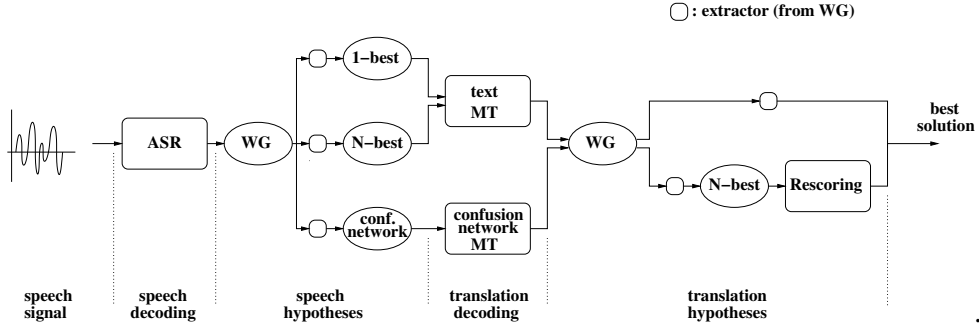 : extractor (from WG)
1-best
text
MT
best
solution
ASR
WG
N-best
WG
N-best
Rescoring
conf.
network
confusion
network
MT
speech
signal
speech
decoding
speech
hypotheses
translation
decoding
translation
hypotheses
.